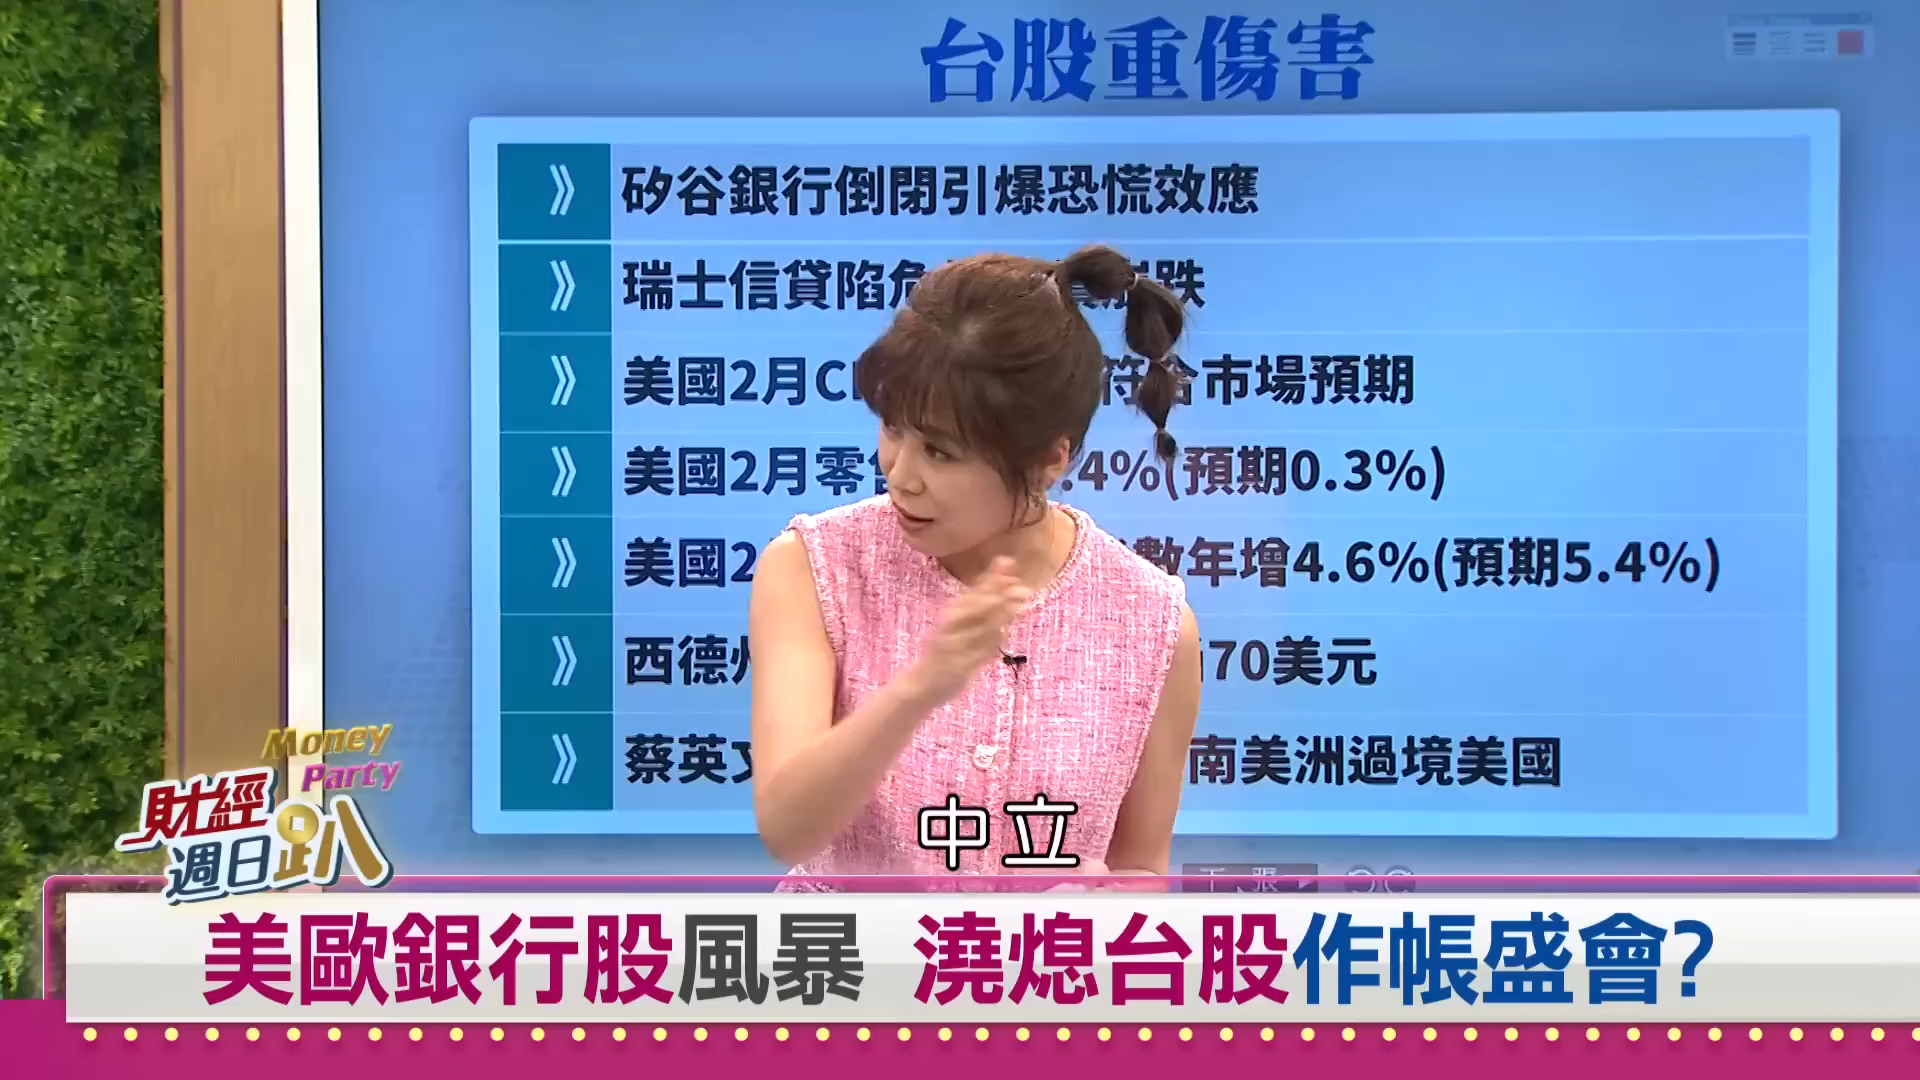 台股重傷害
》 矽谷銀行倒閉引爆恐慌效應
》 瑞士信貸陷危 跌
》 美國2月C 符合市場預期
》 美國2月零售 .4%(預期0.3%)
》 美國2 數年增4.6%(預期5.4%)
》 西德州 70美元
》 蔡英文 南美洲過境美國
Money
Party
財經
週日趴
中立
美歐銀行股風暴 澆熄台股作帳盛會?